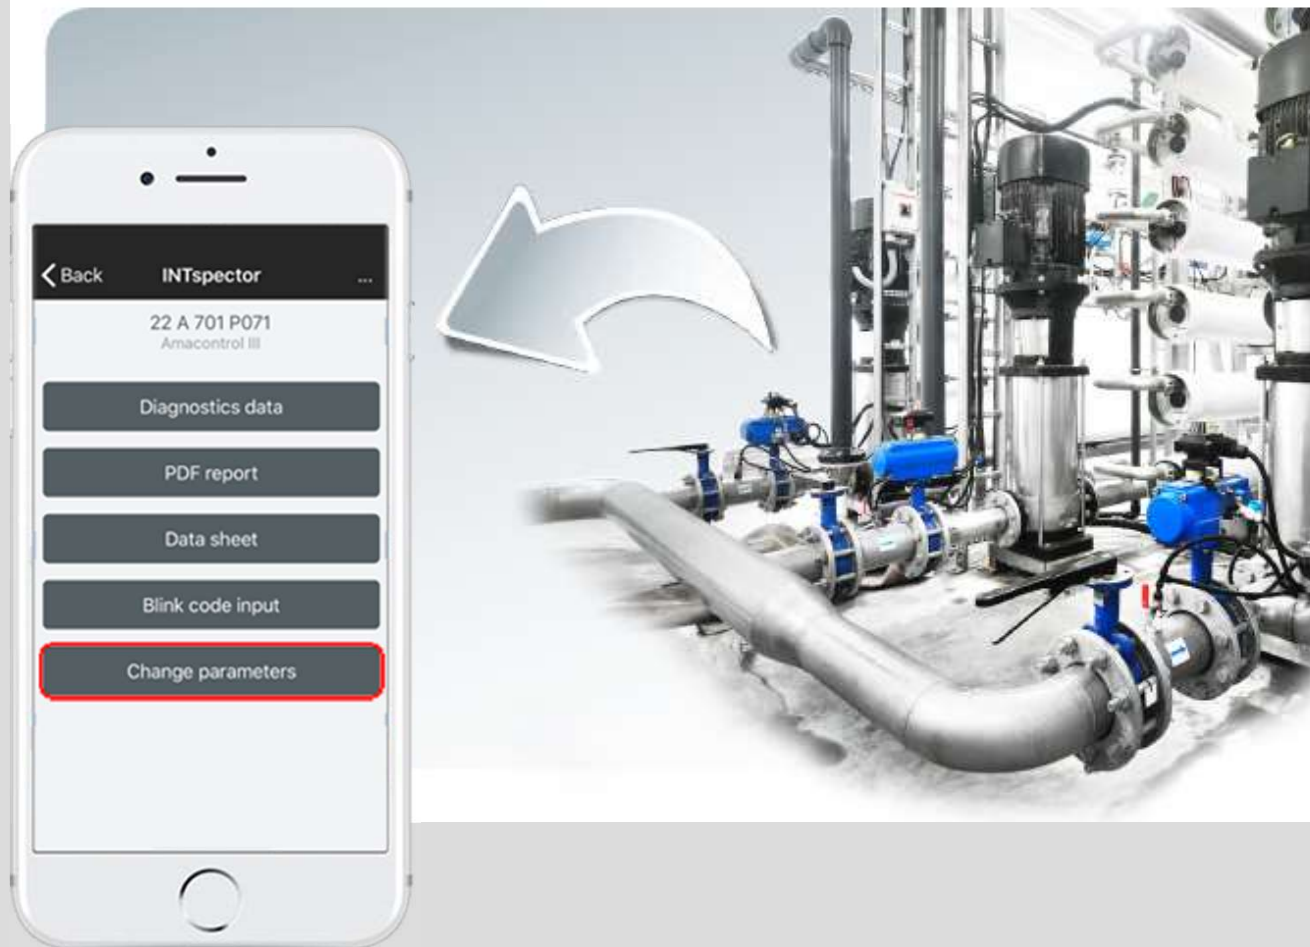 Back
INTspector
...
22 A 701 P071
Amacontrol III
Diagnostics data
PDF report
Data sheet
Blink code input
Change parameters